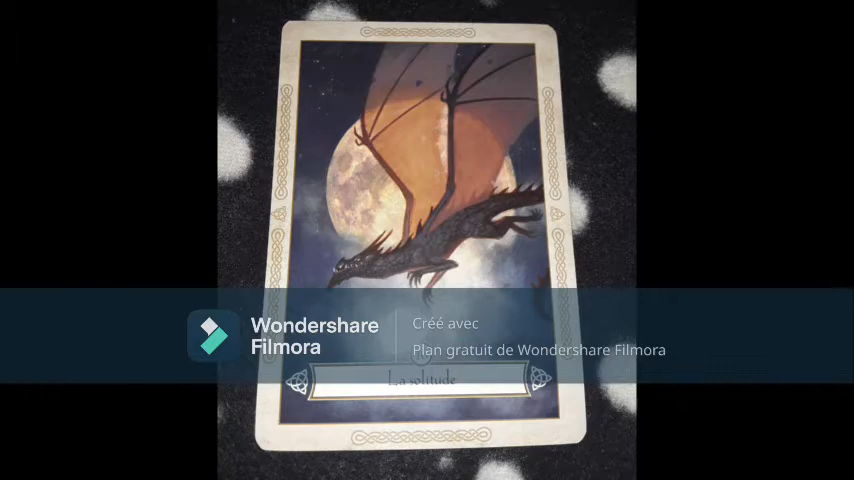 Wondershare
Filmora
Créé avec
Plan gratuit de Wondershare Filmora
La solitude